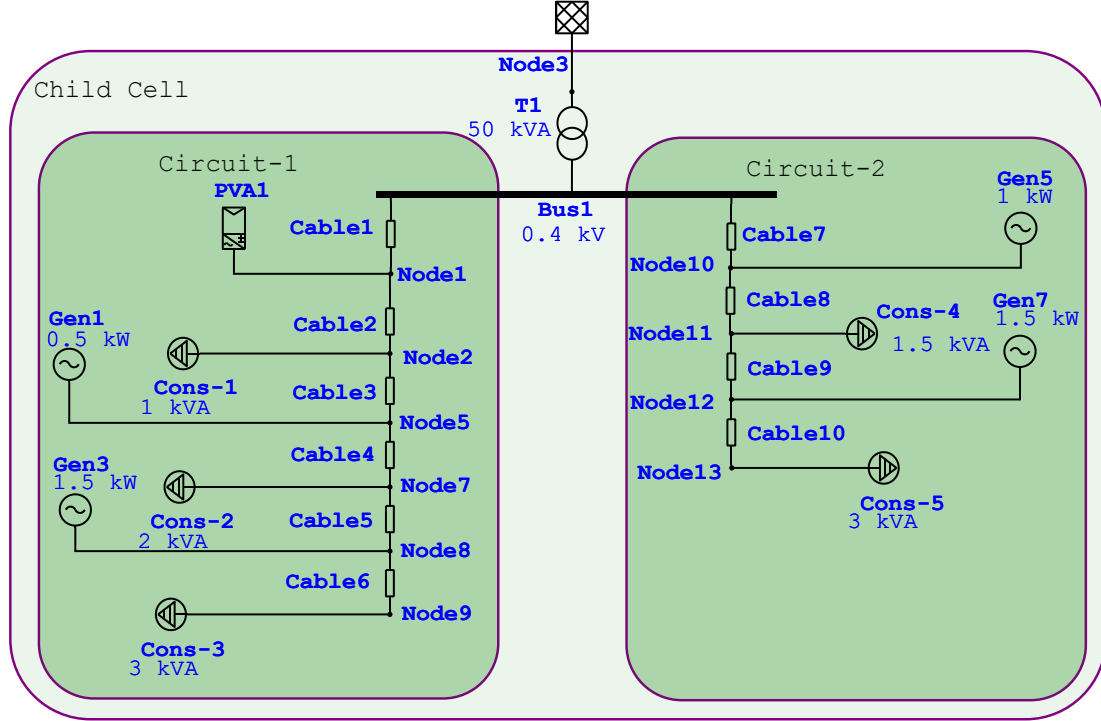 Node3
Child Cell
T1
50 kVA
Circuit-1
Circuit-2
PVA1
Gen5
1 kW
Bus1
0.4 kV
Cable1
Cable7
Node10
Node1
Cable8
Gen7
1.5 kW
Cons-4
1.5 kVA
Gen1
0.5 kW
Cable2
Node11
Node2
Cable9
Cons-1
1 kVA
Cable3
Node12
Node5
Cable10
Cable4
Gen3
1.5 kW
Node13
Node7
Cons-5
3 kVA
Cons-2
2 kVA
Cable5
Node8
Cable6
Node9
Cons-3
3 kVA